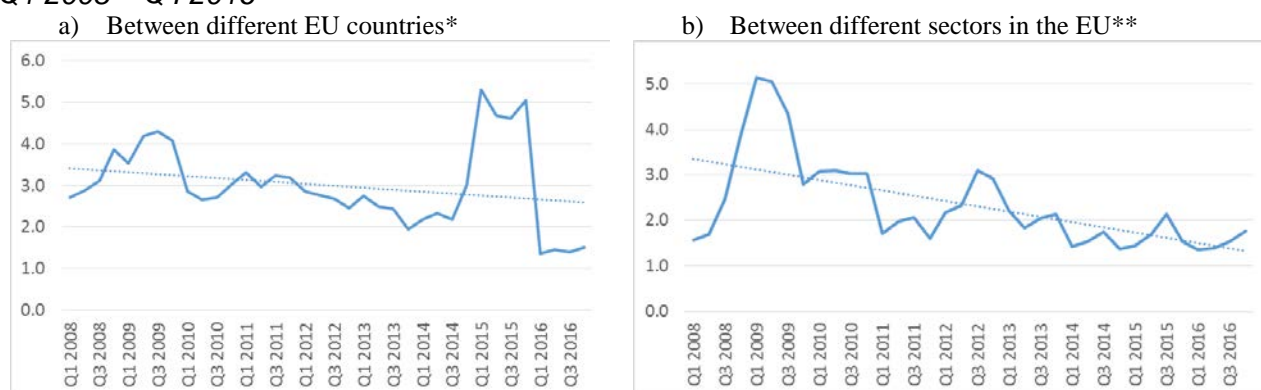 a) Between different EU countries*
6.0
5.0
4.0
3.0
2.0
1.0
0.0
Q1 2008
Q3 2008
Q1 2009
Q3 2009
Q1 2010
Q3 2010
Q1 2011
Q3 2011
Q1 2012
Q3 2012
Q1 2013
Q3 2013
Q1 2014
Q3 2014
Q1 2015
Q3 2015
Q1 2016
Q3 2016
b) Between different sectors in the EU**
5.0
4.0
3.0
2.0
1.0
0.0
Q1 2008
Q3 2008
Q1 2009
Q3 2009
Q1 2010
Q3 2010
Q1 2011
Q3 2011
Q1 2012
Q3 2012
Q1 2013
Q3 2013
Q1 2014
Q3 2014
Q1 2015
Q3 2015
Q1 2016
Q3 2016